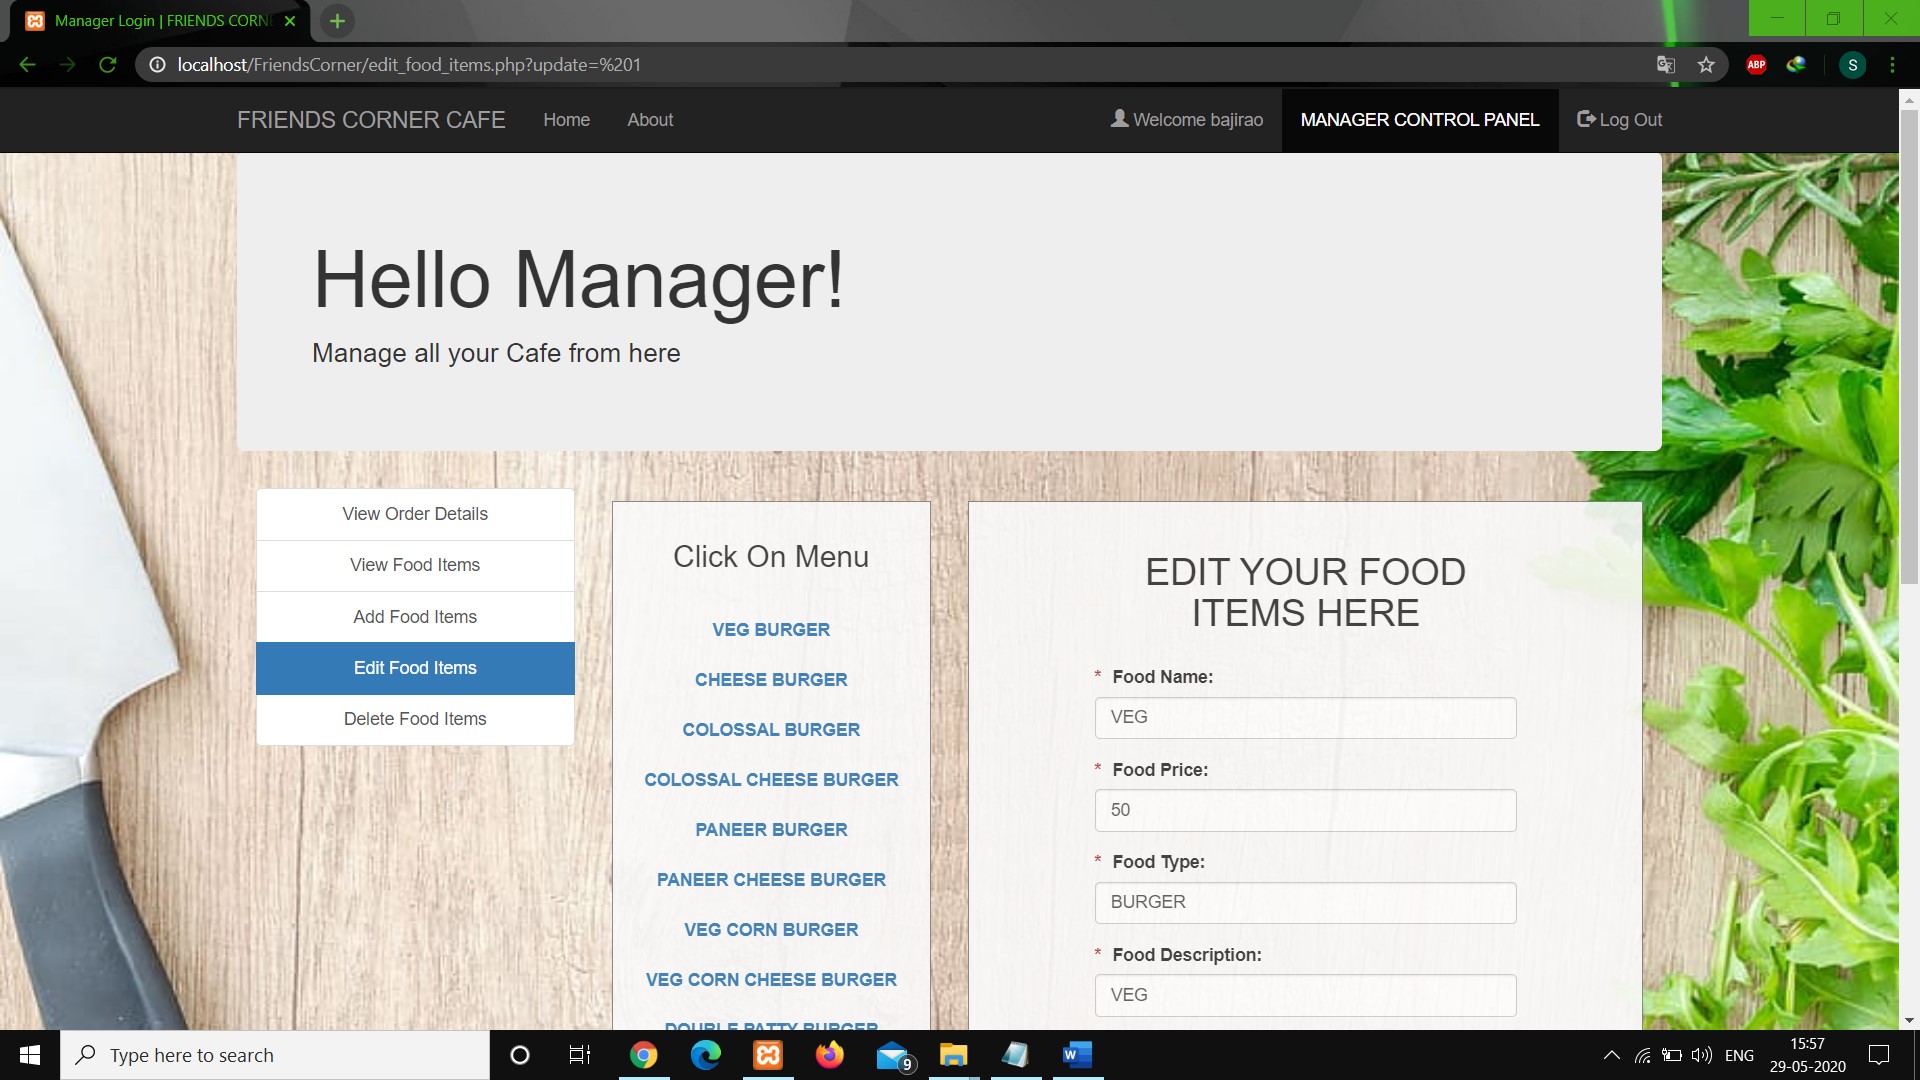 Manager Login | FRIENDS CORN
localhost/FriendsCorner/edit_food_items.php?update=%201
ABP
S
FRIENDS CORNER CAFE
Home
About
Welcome bajirao
MANAGER CONTROL PANEL
Log Out
Hello Manager!
Manage all your Cafe from here
View Order Details
View Food Items
Add Food Items
Edit Food Items
Delete Food Items
Click On Menu
VEG BURGER
CHEESE BURGER
COLOSSAL BURGER
COLOSSAL CHEESE BURGER
PANEER BURGER
PANEER CHEESE BURGER
VEG CORN BURGER
VEG CORN CHEESE BURGER
DOUBLE PATTY BURGER
EDIT YOUR FOOD
ITEMS HERE
* Food Name:
VEG
* Food Price:
50
* Food Type:
BURGER
* Food Description:
VEG
Type here to search
9
W
ENG
15:57
29-05-2020